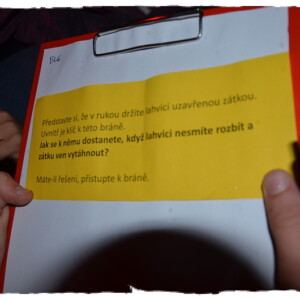 Představte si, že v rukou držíte lahvici uzavřenou zátkou.
Uvnitř je klíč k této bráně.
Jak se k němu dostanete, když lahvici nesmíte rozbít a
zátku ven vytáhnout?
Máte-li řešení, přistupte k bráně.